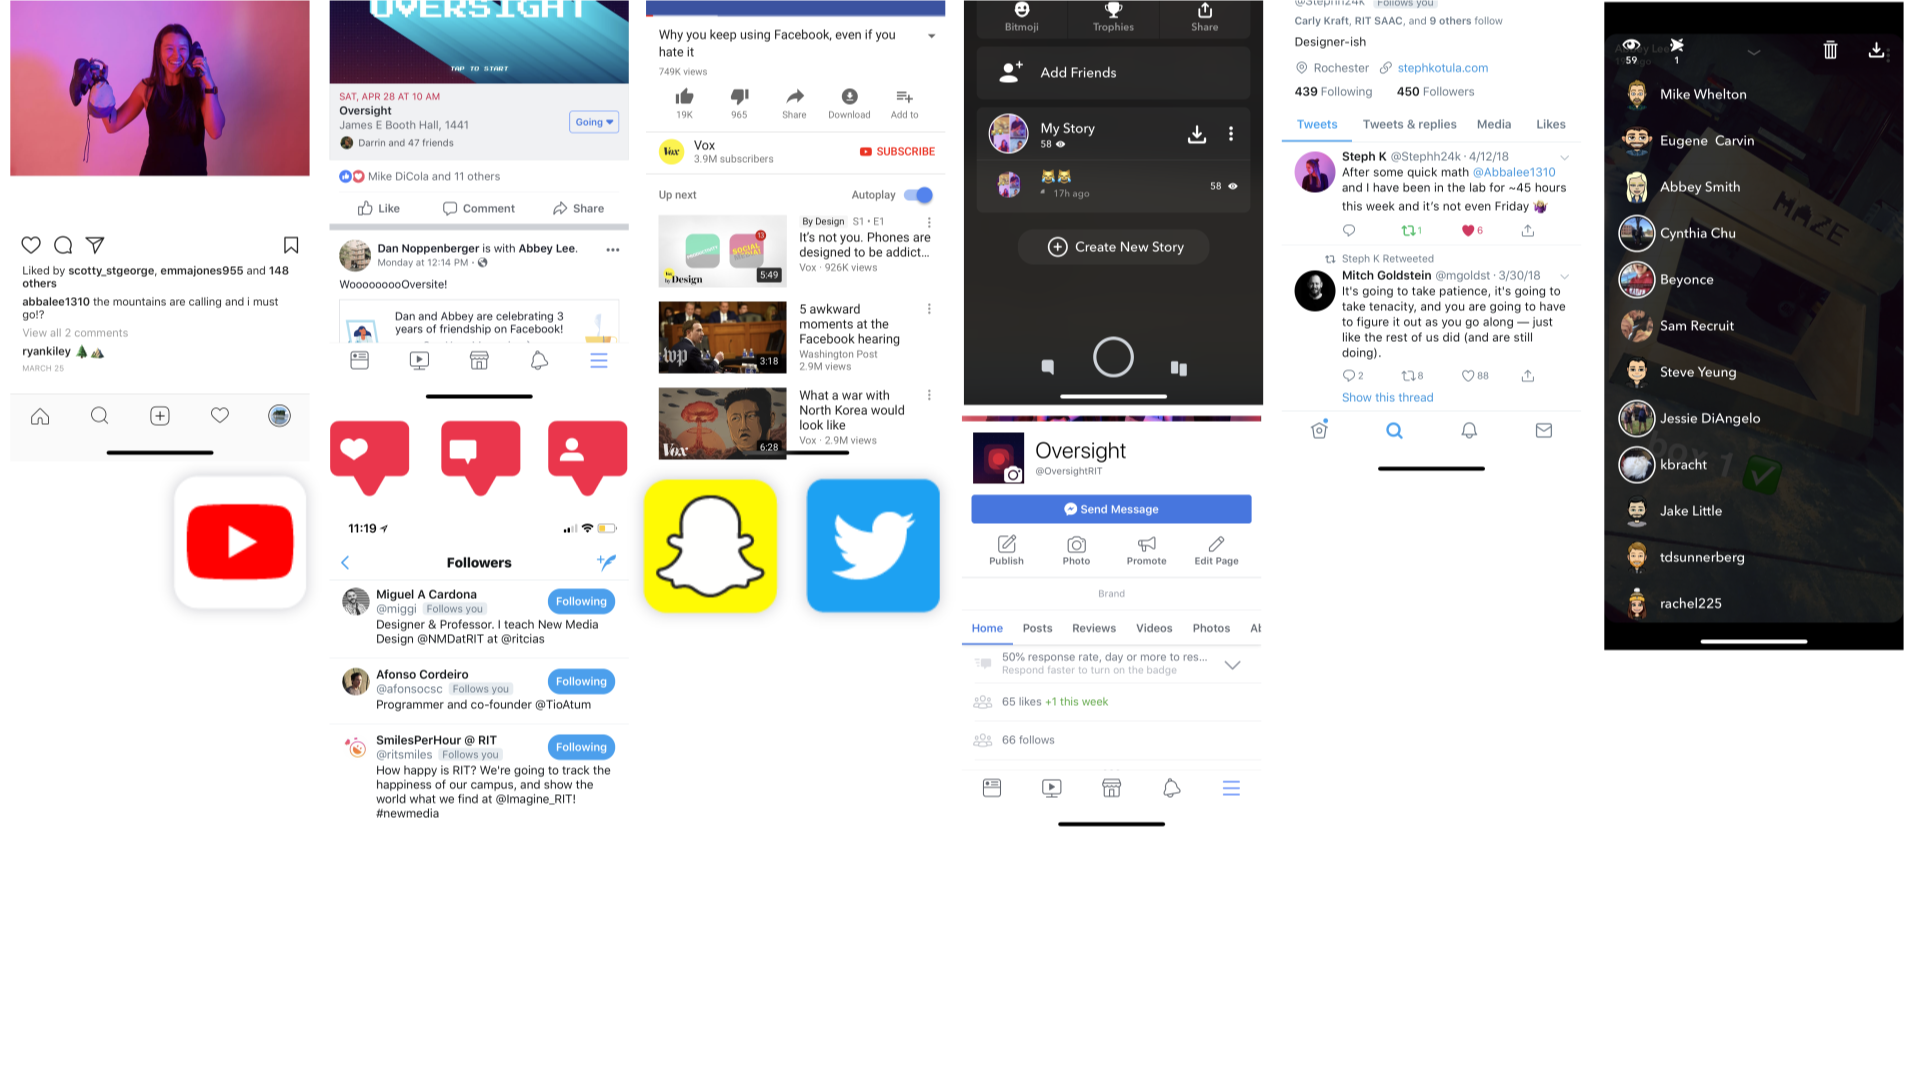 Liked by scotty_stgeorge, emmajones955 and 148
others
abbalee1310 the mountains are calling and i must
go!?
View all 2 comments
ryankiley
MARCH 25
OVERSIGHT
TAP TO START
SAT, APR 28 AT 10 AM
Oversight
James E Booth Hall, 1441
Going
Darrin and 47 friends
Mike DiCola and 11 others
Like
Comment
Share
Dan Noppenberger is with Abbey Lee.
Monday at 12:14 PM
WooooooooOversite!
Dan and Abbey are celebrating 3
years of friendship on Facebook!
11:19
Followers
Miguel A Cardona
@miggi Follows you
Following
Designer & Professor. I teach New Media
Design @NMDatRIT at @ritcias
Afonso Cordeiro
@afonsocsc Follows you
Following
Programmer and co-founder @TioAtum
SmilesPerHour @ RIT
@ritsmiles Follows you
Following
How happy is RIT? We're going to track the
happiness of our campus, and show the
world what we find at @Imagine_RIT!
#newmedia
Why you keep using Facebook, even if you
hate it
749K views
19K
965
Share
Download
Add to
Vox
Vox
3.9M subscribers
SUBSCRIBE
Up next
Autoplay
by Design
13
5:49
By Design S1 • E1
It's not you. Phones are
designed to be addict...
Vox · 926K views
wp
3:18
5 awkward
moments at the
Facebook hearing
Washington Post
2.9M views
Vox
6:28
What a war with
North Korea would
look like
Vox · 2.9M views
Bitmoji
Trophies
Share
Add Friends
My Story
58
17h ago
58
Create New Story
Oversight
@OversightRIT
Send Message
Publish
Photo
Promote
Edit Page
Brand
Home
Posts
Reviews
Videos
Photos
Al
50% response rate, day or more to res...
Respond faster to turn on the badge
65 likes +1 this week
66 follows
@Stephh24k Follows you
Carly Kraft, RIT SAAC, and 9 others follow
Designer-ish
Rochester stephkotula.com
439 Following 450 Followers
Tweets
Tweets & replies
Media
Likes
Steph K @Stephh24k · 4/12/18
After some quick math @Abbalee1310
and I have been in the lab for ~45 hours
this week and it's not even Friday
1
6
Steph K Retweeted
Mitch Goldstein @mgoldst · 3/30/18
It's going to take patience, it's going to
take tenacity, and you are going to have
to figure it out as you go along — just
like the rest of us did (and are still
doing).
2
8
88
Show this thread
59
1
Mike Whelton
Eugene Carvin
Abbey Smith
Cynthia Chu
Beyonce
Sam Recruit
Steve Yeung
Jessie DiAngelo
kbracht
Jake Little
tdsunnerberg
rachel225
MAZE
box 1